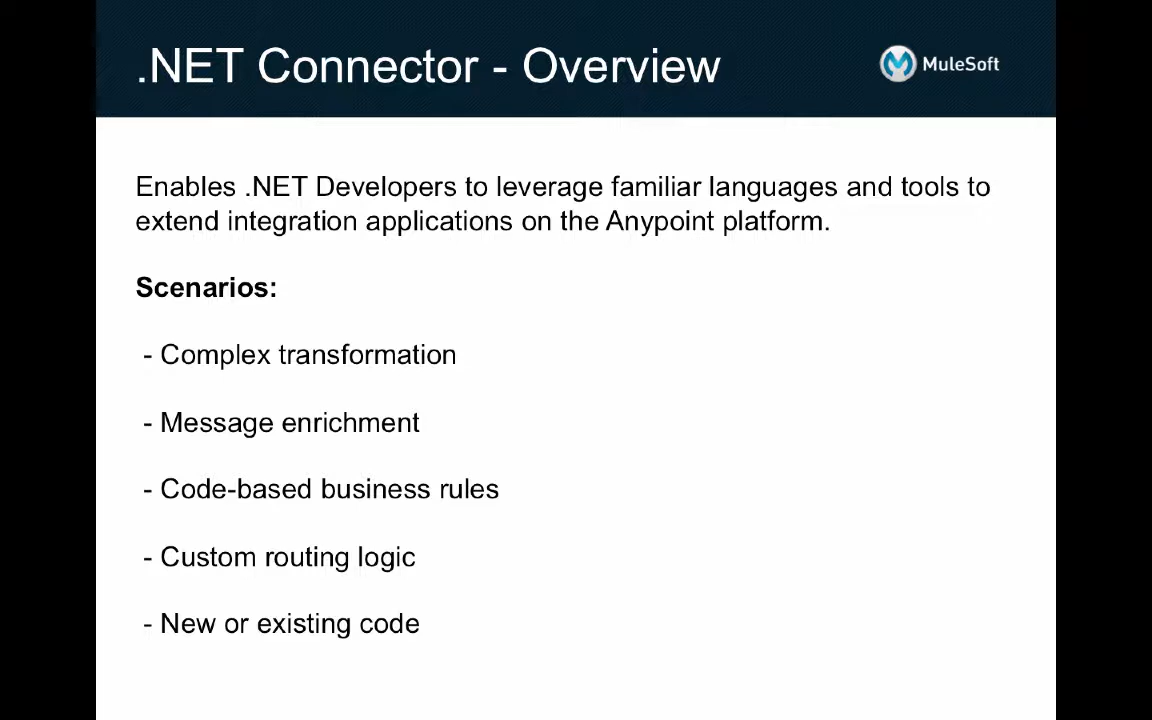 .NET Connector - Overview
MuleSoft
Enables .NET Developers to leverage familiar languages and tools to
extend integration applications on the Anypoint platform.
Scenarios:
- Complex transformation
- Message enrichment
- Code-based business rules
- Custom routing logic
- New or existing code